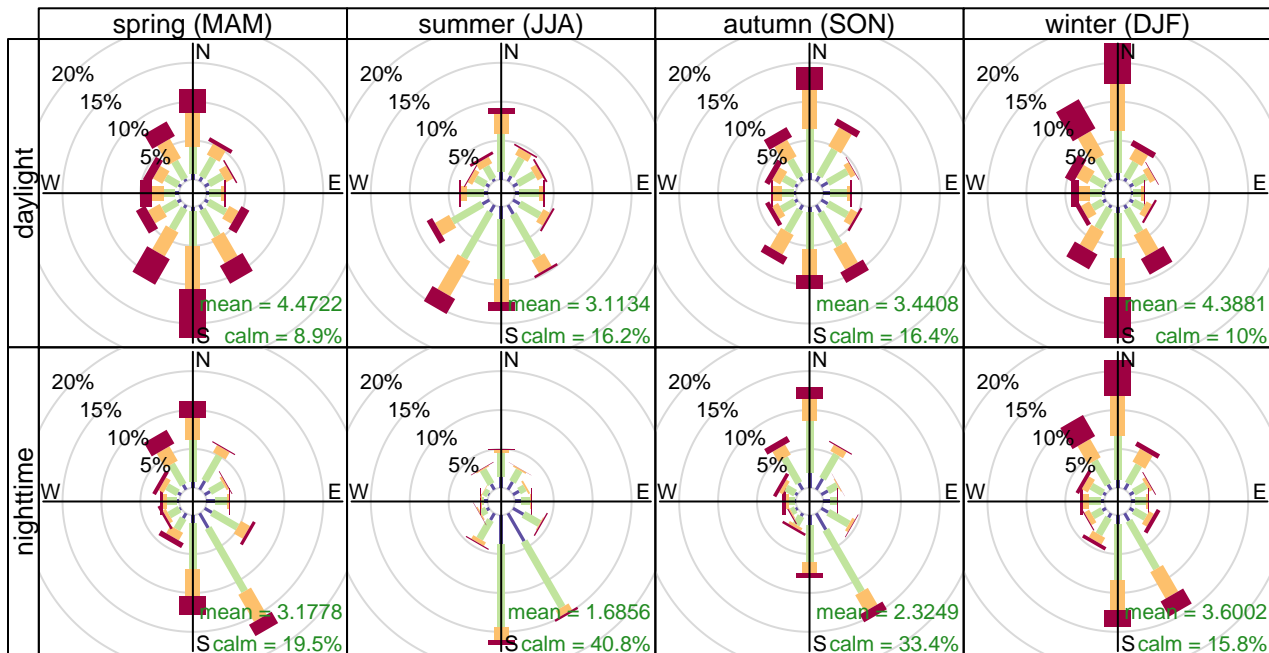 spring (MAM)
summer (JJA)
autumn (SON)
winter (DJF)
daylight
N
20%
15%
10%
5%
W
E
mean = 4.4722
S
calm = 8.9%
N
20%
15%
10%
5%
W
E
mean = 3.1134
S
calm = 16.2%
N
20%
15%
10%
5%
W
E
mean = 3.4408
S
calm = 16.4%
N
20%
15%
10%
5%
W
E
mean = 4.3881
S
calm = 10%
nighttime
N
20%
15%
10%
5%
W
E
mean = 3.1778
S
calm = 19.5%
N
20%
15%
10%
5%
W
E
mean = 1.6856
S
calm = 40.8%
N
20%
15%
10%
5%
W
E
mean = 2.3249
S
calm = 33.4%
N
20%
15%
10%
5%
W
E
mean = 3.6002
S
calm = 15.8%